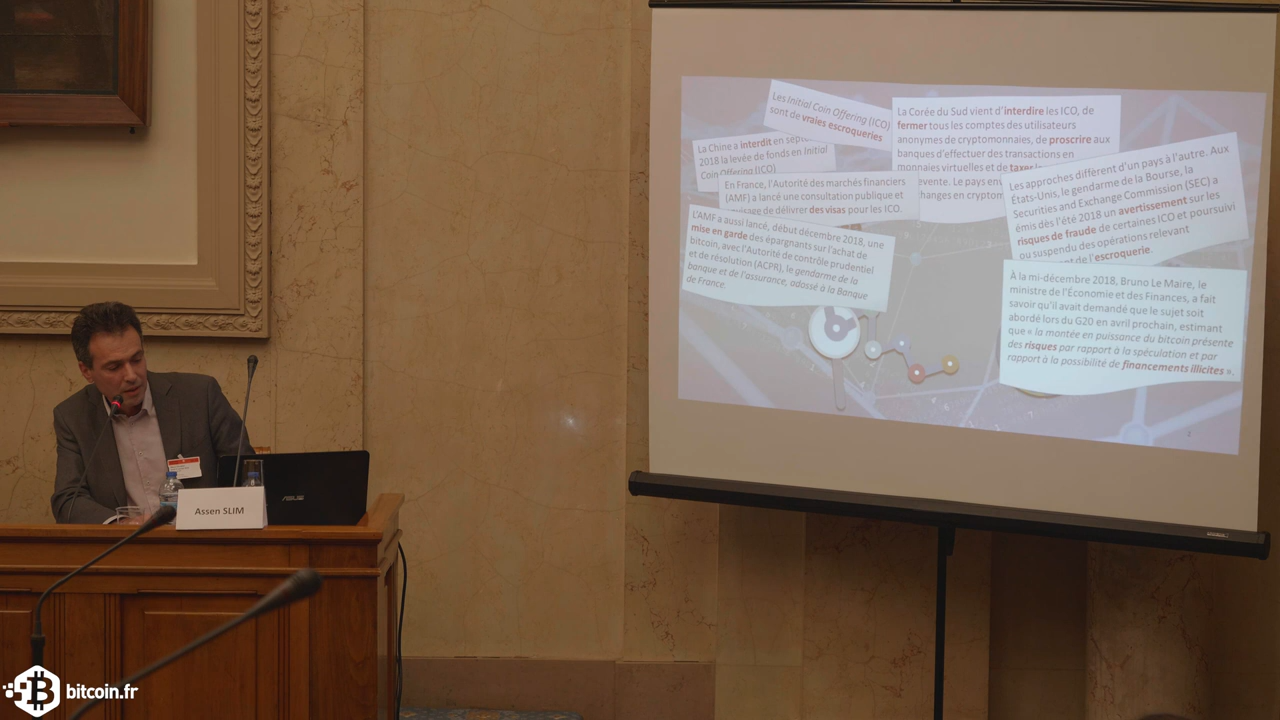 Les Initial Coin Offering (ICO)
sont de vraies escroqueries
La Chine a interdit en
2018 la levée de fonds en Initial
Coin Offering (ICO)
La Corée du Sud vient d'interdire les ICO, de
fermer tous les comptes des utilisateurs
anonymes de cryptomonnaies, de proscrire aux
banques d'effectuer des transactions en
monnaies virtuelles et de taxer
Le pays
En France, l'Autorité des marchés financiers
(AMF) a lancé une consultation publique et
de délivrer des visas pour les ICO.
Les approches diffèrent d'un pays à l'autre. Aux
États-Unis, le gendarme de la Bourse, la
Securities and Exchange Commission (SEC) a
émis dès l'été 2018 un avertissement sur les
risques de fraude de certaines ICO et poursuivi
ou suspendu des opérations relevant
de l'escroquerie.
L'AMF a aussi lancé, début décembre 2018, une
mise en garde des épargnants sur l'achat de
bitcoin, avec l'Autorité de contrôle prudentiel
et de résolution (ACPR), le gendarme de la
banque et de l'assurance, adossé à la Banque
de France.
À la mi-décembre 2018, Bruno Le Maire, le
ministre de l'Économie et des Finances, a fait
savoir qu'il avait demandé que le sujet soit
abordé lors du G20 en avril prochain, estimant
que « la montée en puissance du bitcoin présente
des risques par rapport à la spéculation et par
rapport à la possibilité de financements illicites ».
ASUS
Assen SLIM
bitcoin.fr